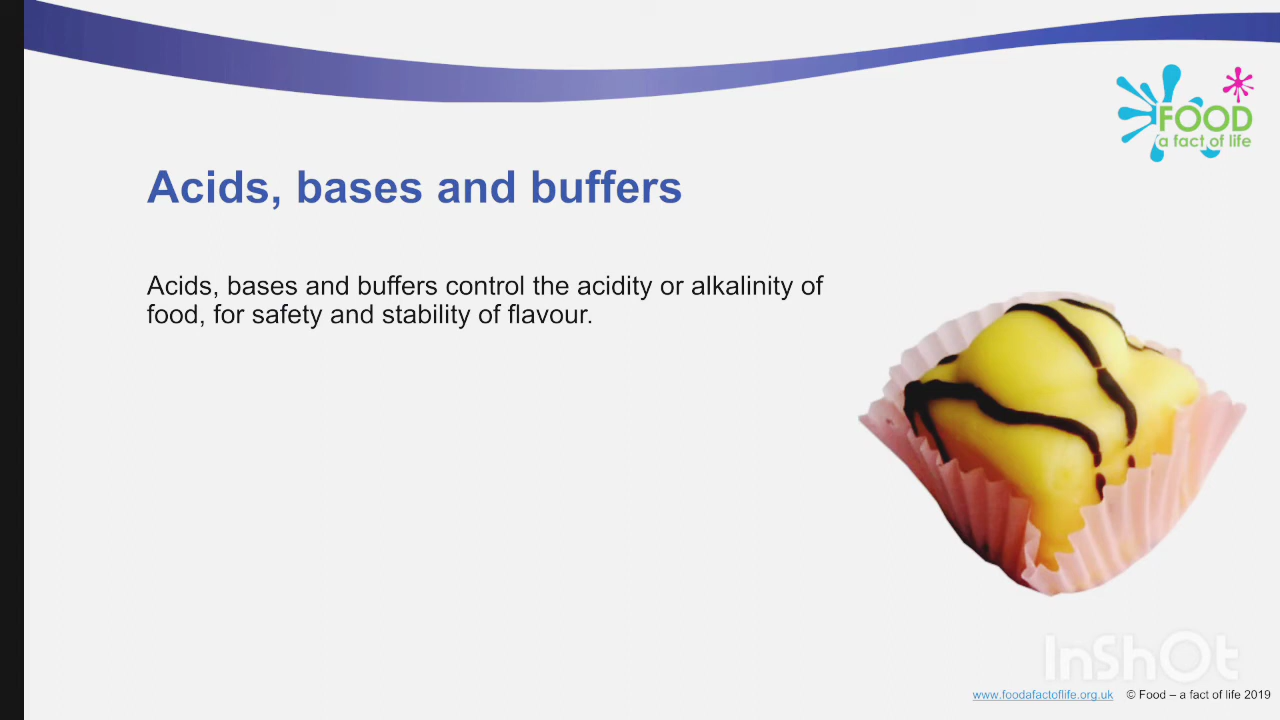 FOOD
a fact of life
Acids, bases and buffers
Acids, bases and buffers control the acidity or alkalinity of
food, for safety and stability of flavour.
InShOt
www.foodafactoflife.org.uk © Food – a fact of life 2019